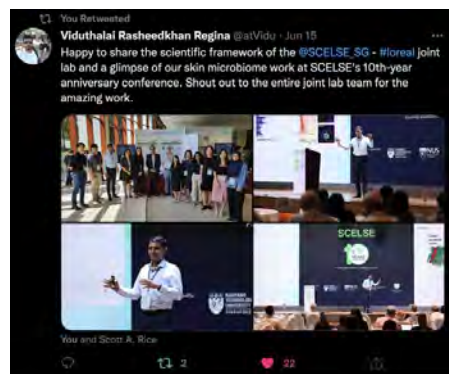 You Retweeted
Viduthalai Rasheedkhan Regina @atVidu · Jun 15
Happy to share the scientific framework of the @SCELSE_SG - #loreal joint
lab and a glimpse of our skin microbiome work at SCELSE's 10th-year
anniversary conference. Shout out to the entire joint lab team for the
amazing work.
NUS
SCELSE
10
You and Scott A. Rice
2
22